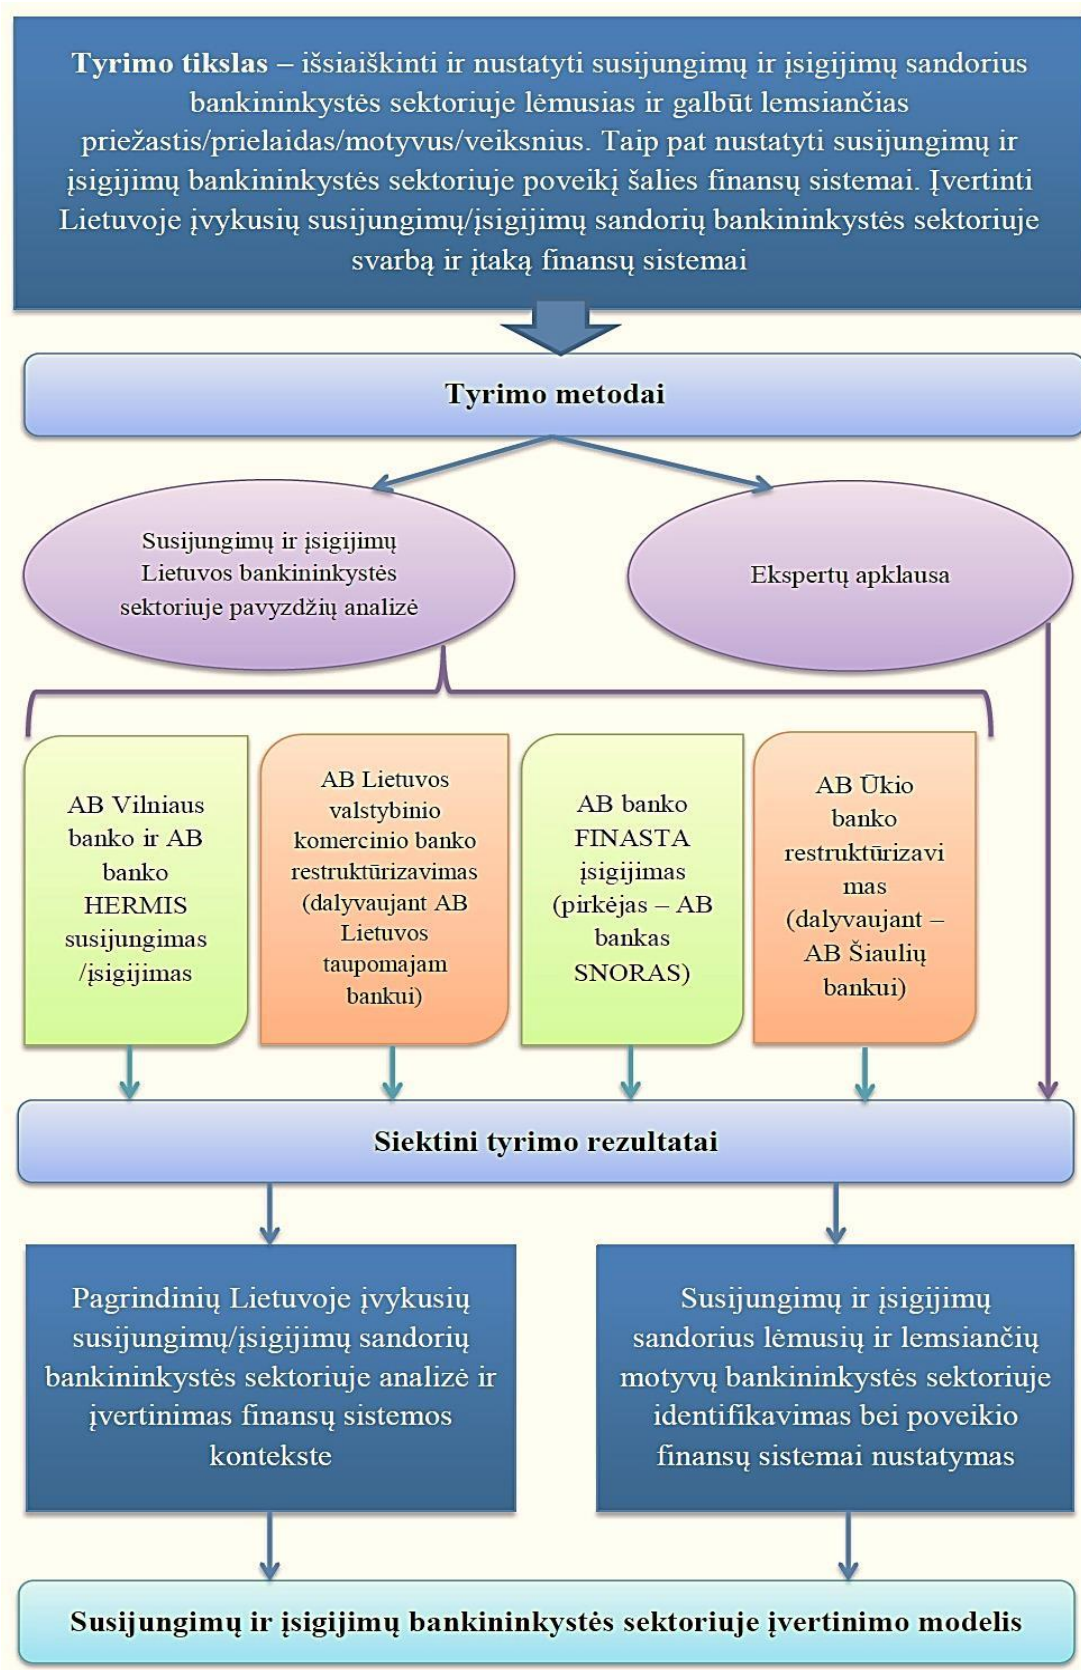 Tyrimo tikslas – išsiaiškinti ir nustatyti susijungimų ir įsigijimų sandorius
bankininkystės sektoriuje lėmusias ir galbūt lemsiančias
priežastis/prielaidas/motyvus/veiksnius. Taip pat nustatyti susijungimų ir
įsigijimų bankininkystės sektoriuje poveikį šalies finansų sistemai. Įvertinti
Lietuvoje įvykusių susijungimų/įsigijimų sandorių bankininkystės sektoriuje
svarbą ir įtaką finansų sistemai
Tyrimo metodai
Susijungimų ir įsigijimų
Lietuvos bankininkystės
sektoriuje pavyzdžių analizė
Ekspertų apklausa
AB Vilniaus
banko ir AB
banko
HERMIS
susijungimas
/įsigijimas
AB Lietuvos
valstybinio
komercinio banko
restruktūrizavimas
(dalyvaujant AB
Lietuvos
taupomajam
bankui)
AB banko
FINASTA
įsigijimas
(pirkėjas – AB
bankas
SNORAS)
AB Ūkio
banko
restruktūrizavi
mas
(dalyvaujant –
AB Šiaulių
bankui)
Siektini tyrimo rezultatai
Pagrindinių Lietuvoje įvykusių
susijungimų/įsigijimų sandorių
bankininkystės sektoriuje analizė ir
įvertinimas finansų sistemos
kontekste
Susijungimų ir įsigijimų
sandorius lėmusių ir lemsiančių
motyvų bankininkystės sektoriuje
identifikavimas bei poveikio
finansų sistemai nustatymas
Susijungimų ir įsigijimų bankininkystės sektoriuje įvertinimo modelis